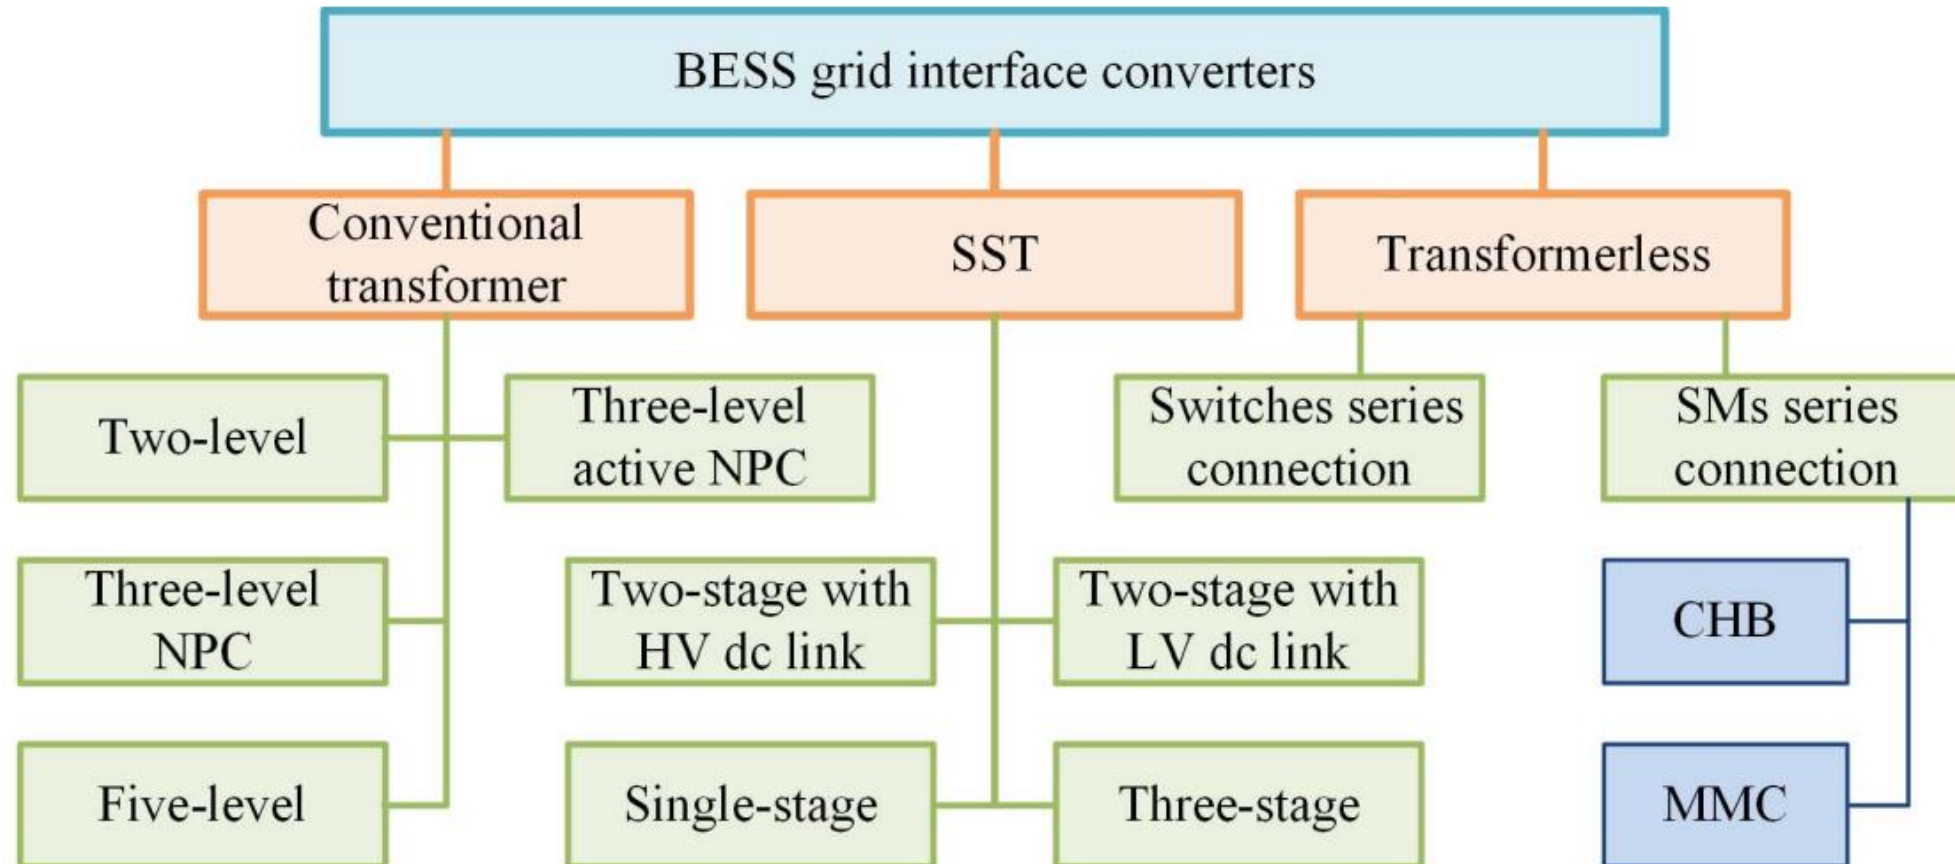 BESS grid interface converters
Conventional
transformer
SST
Transformerless
Two-level
Three-level
active NPC
Switches series
connection
SMs series
connection
Three-level
NPC
Two-stage with
HV dc link
Two-stage with
LV dc link
CHB
Five-level
Single-stage
Three-stage
MMC